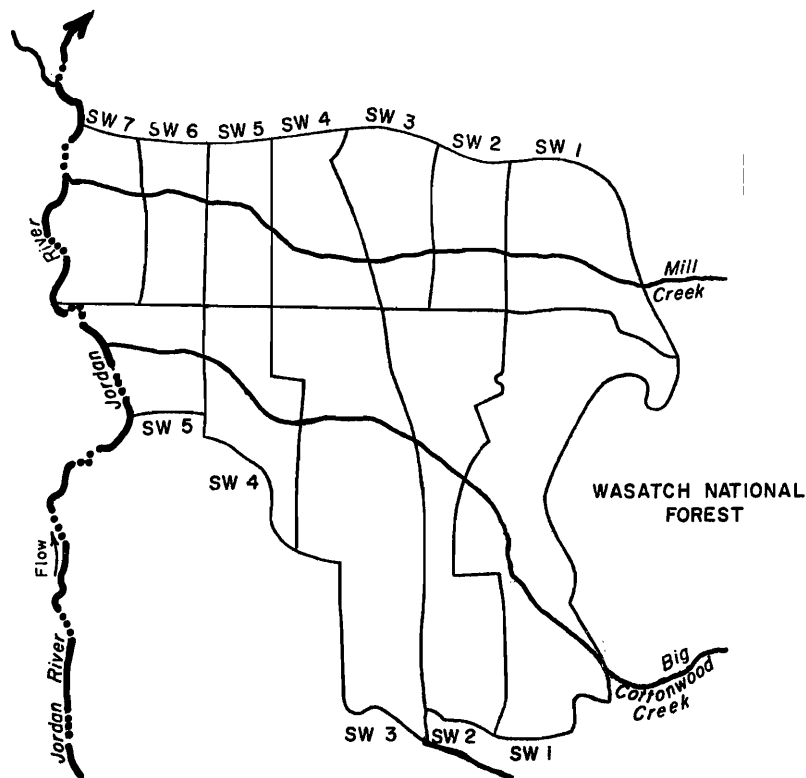 SW 7
SW 6
SW 5
SW 4
SW 3
SW 2
SW 1
River
Mill
Creek
Jordan
SW 5
SW 4
WASATCH NATIONAL
FOREST
Flow
Jordan River
Big
Cottonwood
Creek
SW 3
SW 2
SW 1